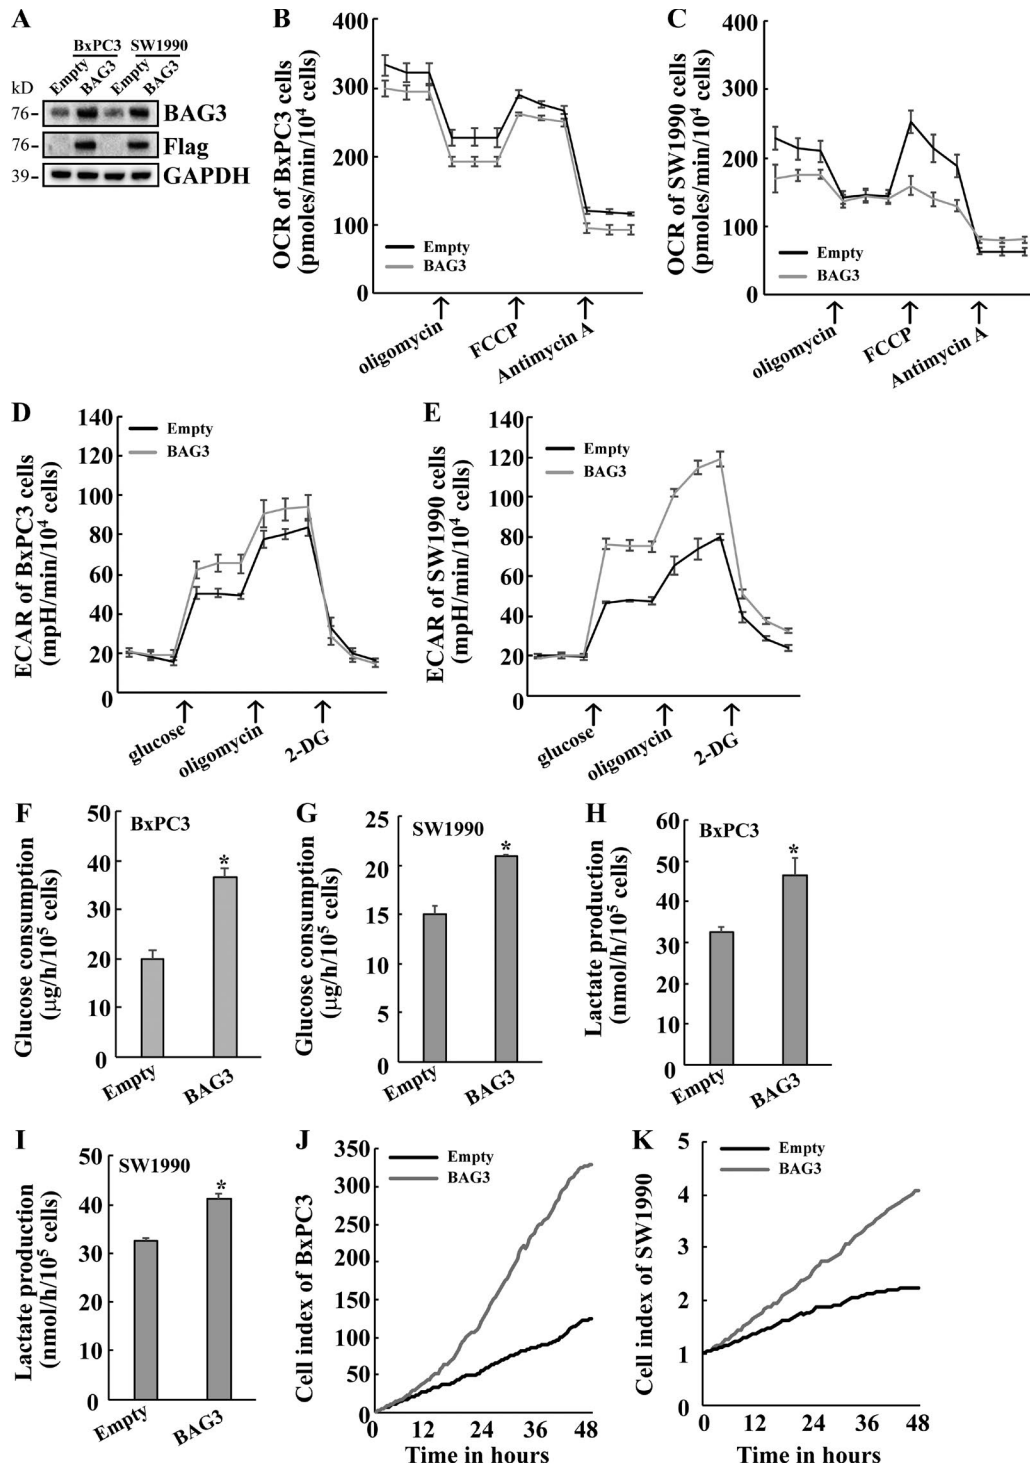 A
BxPC3 SW1990
Empty BAG3 Empty BAG3
kD
76 BAG3
76 Flag
39 GAPDH
B
OCR of BxPC3 cells
(pmoles/min/10⁴ cells)
400
300
200
100
0
Empty
BAG3
oligomycin FCCP Antimycin A
C
OCR of SW1990 cells
(pmoles/min/10⁴ cells)
400
300
200
100
0
Empty
BAG3
oligomycin FCCP Antimycin A
D
ECAR of BxPC3 cells
(mpH/min/10⁴ cells)
140
120
100
80
60
40
20
0
Empty
BAG3
glucose oligomycin 2-DG
E
ECAR of SW1990 cells
(mpH/min/10⁴ cells)
140
120
100
80
60
40
20
0
Empty
BAG3
glucose oligomycin 2-DG
F
Glucose consumption
(μg/h/10⁵ cells)
50
40
30
20
10
0
BxPC3
*
Empty BAG3
G
Glucose consumption
(μg/h/10⁵ cells)
25
20
15
10
5
0
SW1990
*
Empty BAG3
H
Lactate production
(nmol/h/10⁵ cells)
60
50
40
30
20
10
0
BxPC3
*
Empty BAG3
I
Lactate production
(nmol/h/10⁵ cells)
50
40
30
20
10
0
SW1990
*
Empty BAG3
J
Cell index of BxPC3
350
300
250
200
150
100
50
0
Empty
BAG3
0 12 24 36 48
Time in hours
K
Cell index of SW1990
5
4
3
2
1
0
Empty
BAG3
0 12 24 36 48
Time in hours